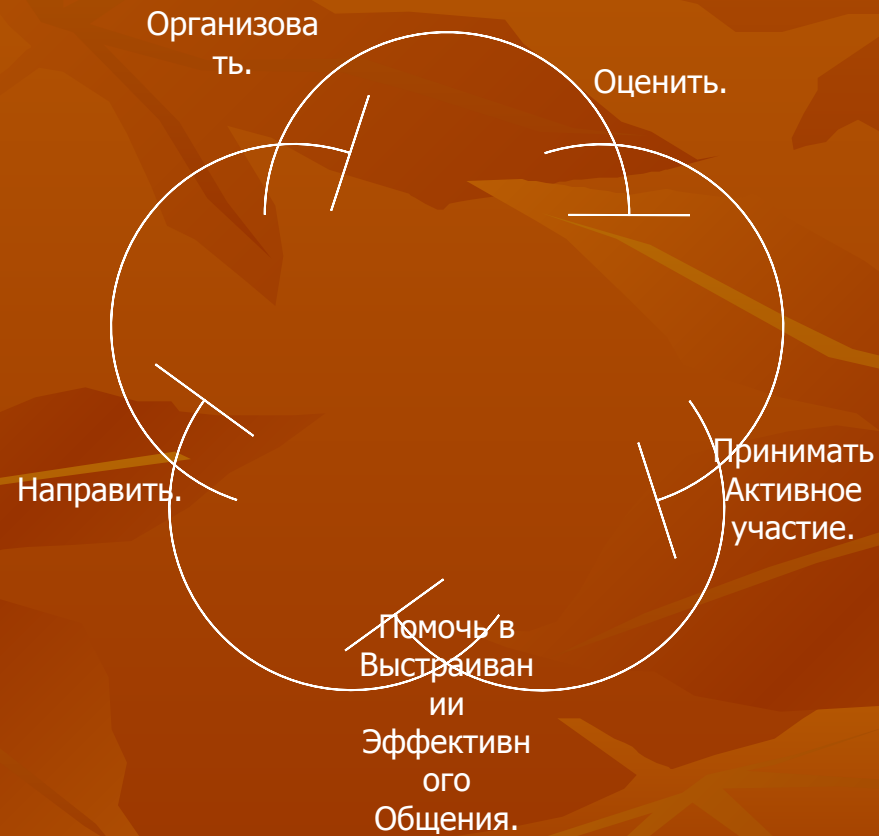 Организова
ть.
Оценить.
Принимать
Активное
участие.
Помочь в
Выстраиван
ии
Эффективн
ого
Общения.
Направить.